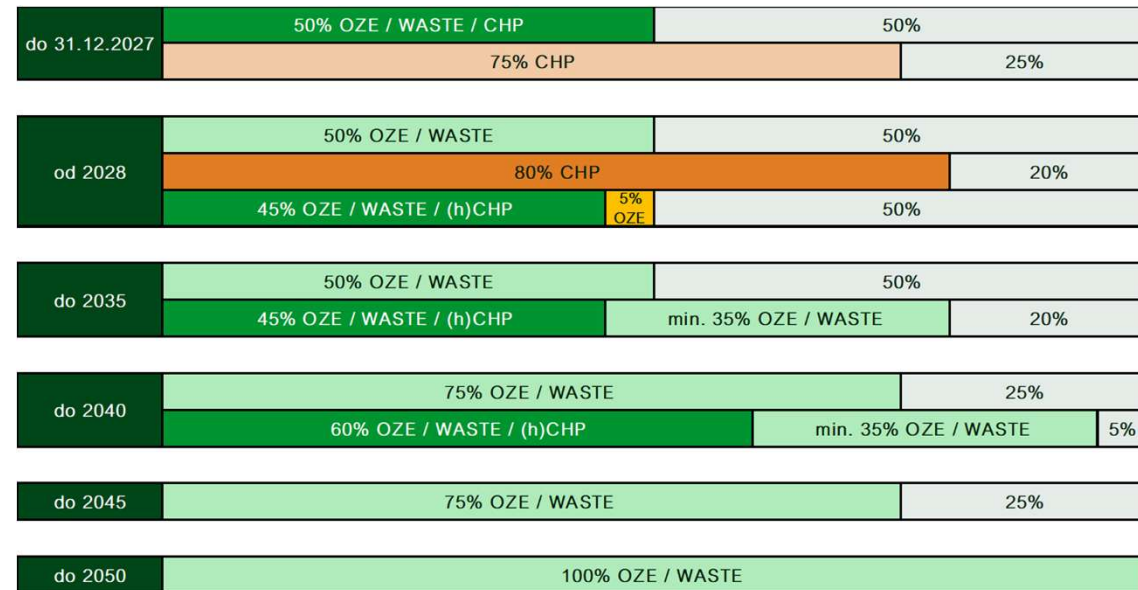 do 31.12.2027
50% OZE / WASTE / CHP
50%
75% CHP
25%
od 2028
50% OZE / WASTE
50%
80% CHP
20%
45% OZE / WASTE / (h)CHP
5%
OZE
50%
do 2035
50% OZE / WASTE
50%
45% OZE / WASTE / (h)CHP
min. 35% OZE / WASTE
20%
do 2040
75% OZE / WASTE
25%
60% OZE / WASTE / (h)CHP
min. 35% OZE / WASTE
5%
do 2045
75% OZE / WASTE
25%
do 2050
100% OZE / WASTE